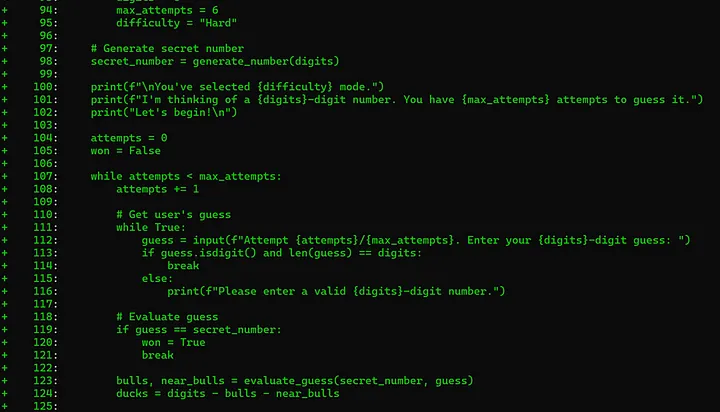 +    94:         max_attempts = 6
+    95:         difficulty = "Hard"
+    96:
+    97:     # Generate secret number
+    98:     secret_number = generate_number(digits)
+    99:
+   100:     print(f"\nYou've selected {difficulty} mode.")
+   101:     print(f"I'm thinking of a {digits}-digit number. You have {max_attempts} attempts to guess it.")
+   102:     print("Let's begin!\n")
+   103:
+   104:     attempts = 0
+   105:     won = False
+   106:
+   107:     while attempts < max_attempts:
+   108:         attempts += 1
+   109:
+   110:         # Get user's guess
+   111:         while True:
+   112:             guess = input(f"Attempt {attempts}/{max_attempts}. Enter your {digits}-digit guess: ")
+   113:             if guess.isdigit() and len(guess) == digits:
+   114:                 break
+   115:             else:
+   116:                 print(f"Please enter a valid {digits}-digit number.")
+   117:
+   118:         # Evaluate guess
+   119:         if guess == secret_number:
+   120:             won = True
+   121:             break
+   122:
+   123:         bulls, near_bulls = evaluate_guess(secret_number, guess)
+   124:         ducks = digits - bulls - near_bulls
+   125: